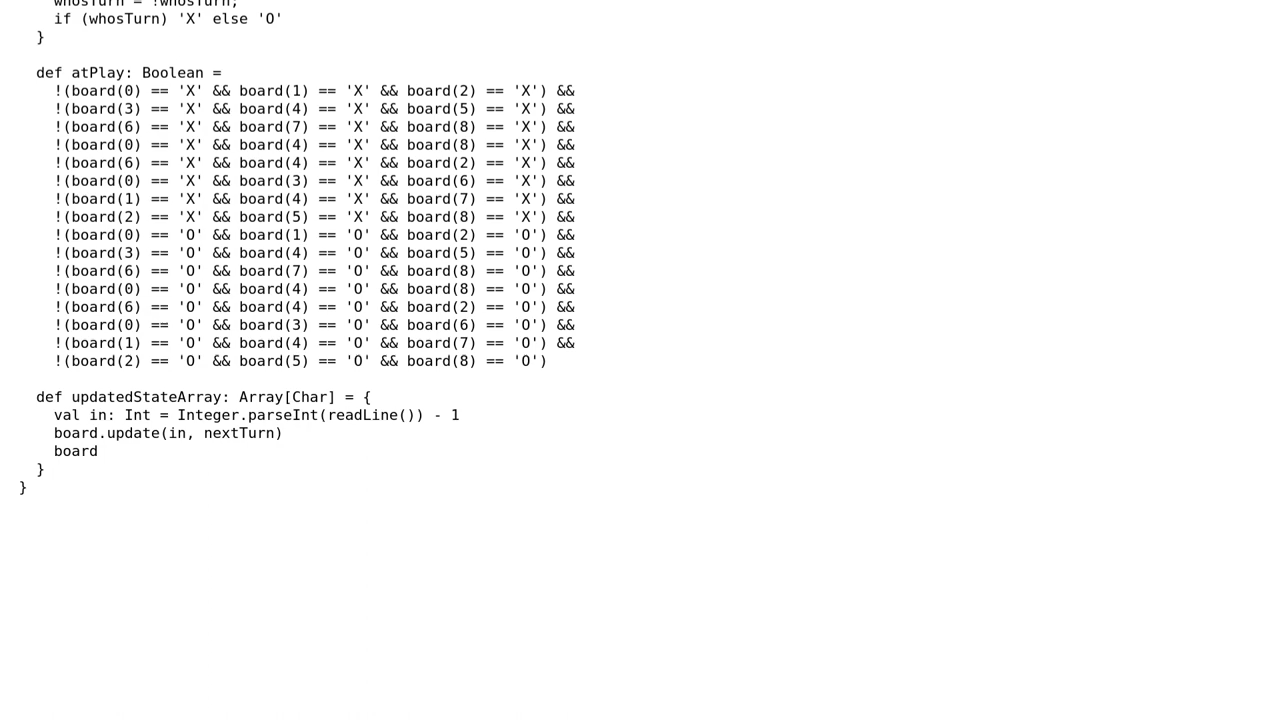 whosTurn = !whosTurn;
if (whosTurn) 'X' else 'O'
}
def atPlay: Boolean =
!(board(0) == 'X' && board(1) == 'X' && board(2) == 'X') &&
!(board(3) == 'X' && board(4) == 'X' && board(5) == 'X') &&
!(board(6) == 'X' && board(7) == 'X' && board(8) == 'X') &&
!(board(0) == 'X' && board(4) == 'X' && board(8) == 'X') &&
!(board(6) == 'X' && board(4) == 'X' && board(2) == 'X') &&
!(board(0) == 'X' && board(3) == 'X' && board(6) == 'X') &&
!(board(1) == 'X' && board(4) == 'X' && board(7) == 'X') &&
!(board(2) == 'X' && board(5) == 'X' && board(8) == 'X') &&
!(board(0) == 'O' && board(1) == 'O' && board(2) == 'O') &&
!(board(3) == 'O' && board(4) == 'O' && board(5) == 'O') &&
!(board(6) == 'O' && board(7) == 'O' && board(8) == 'O') &&
!(board(0) == 'O' && board(4) == 'O' && board(8) == 'O') &&
!(board(6) == 'O' && board(4) == 'O' && board(2) == 'O') &&
!(board(0) == 'O' && board(3) == 'O' && board(6) == 'O') &&
!(board(1) == 'O' && board(4) == 'O' && board(7) == 'O') &&
!(board(2) == 'O' && board(5) == 'O' && board(8) == 'O')
def updatedStateArray: Array[Char] = {
val in: Int = Integer.parseInt(readLine()) - 1
board.update(in, nextTurn)
board
}
}